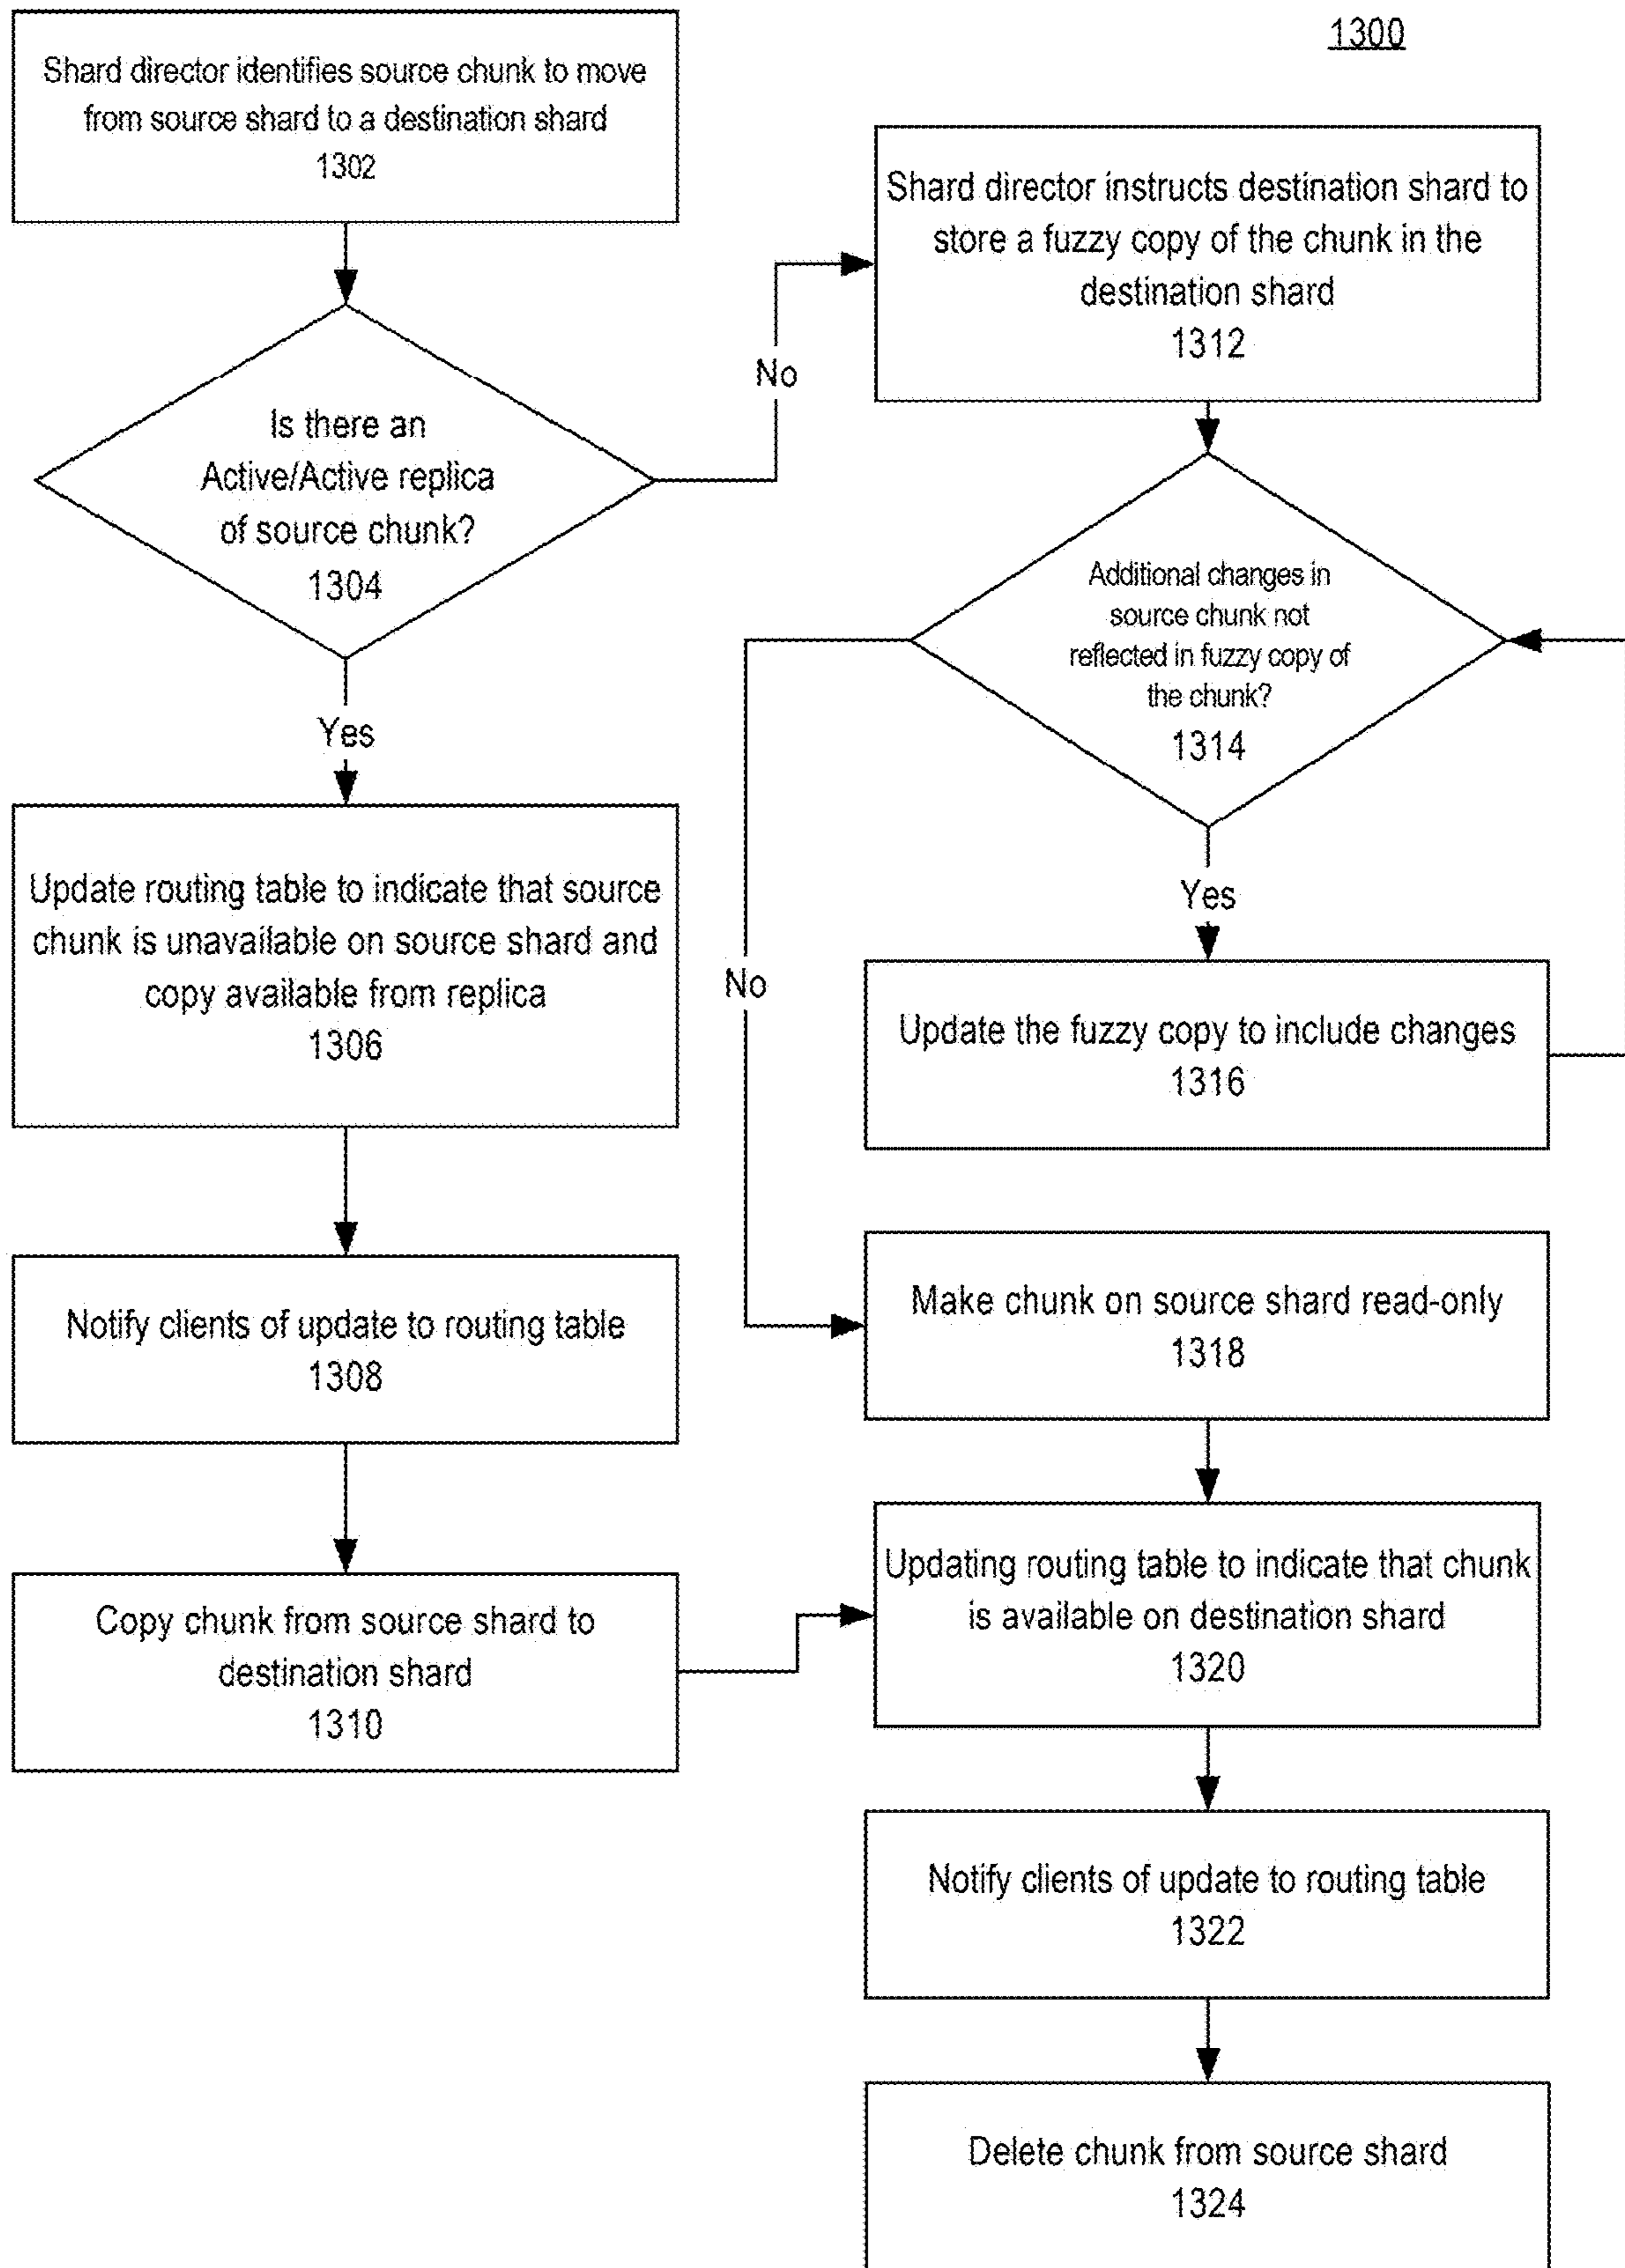 1300
Shard director identifies source chunk to move
from source shard to a destination shard
1302
Is there an
Active/Active replica
of source chunk?
1304
Yes
No
Update routing table to indicate that source
chunk is unavailable on source shard and
copy available from replica
1306
Notify clients of update to routing table
1308
Copy chunk from source shard to
destination shard
1310
Shard director instructs destination shard to
store a fuzzy copy of the chunk in the
destination shard
1312
Additional changes in
source chunk not
reflected in fuzzy copy of
the chunk?
1314
Yes
No
Update the fuzzy copy to include changes
1316
Make chunk on source shard read-only
1318
Updating routing table to indicate that chunk
is available on destination shard
1320
Notify clients of update to routing table
1322
Delete chunk from source shard
1324